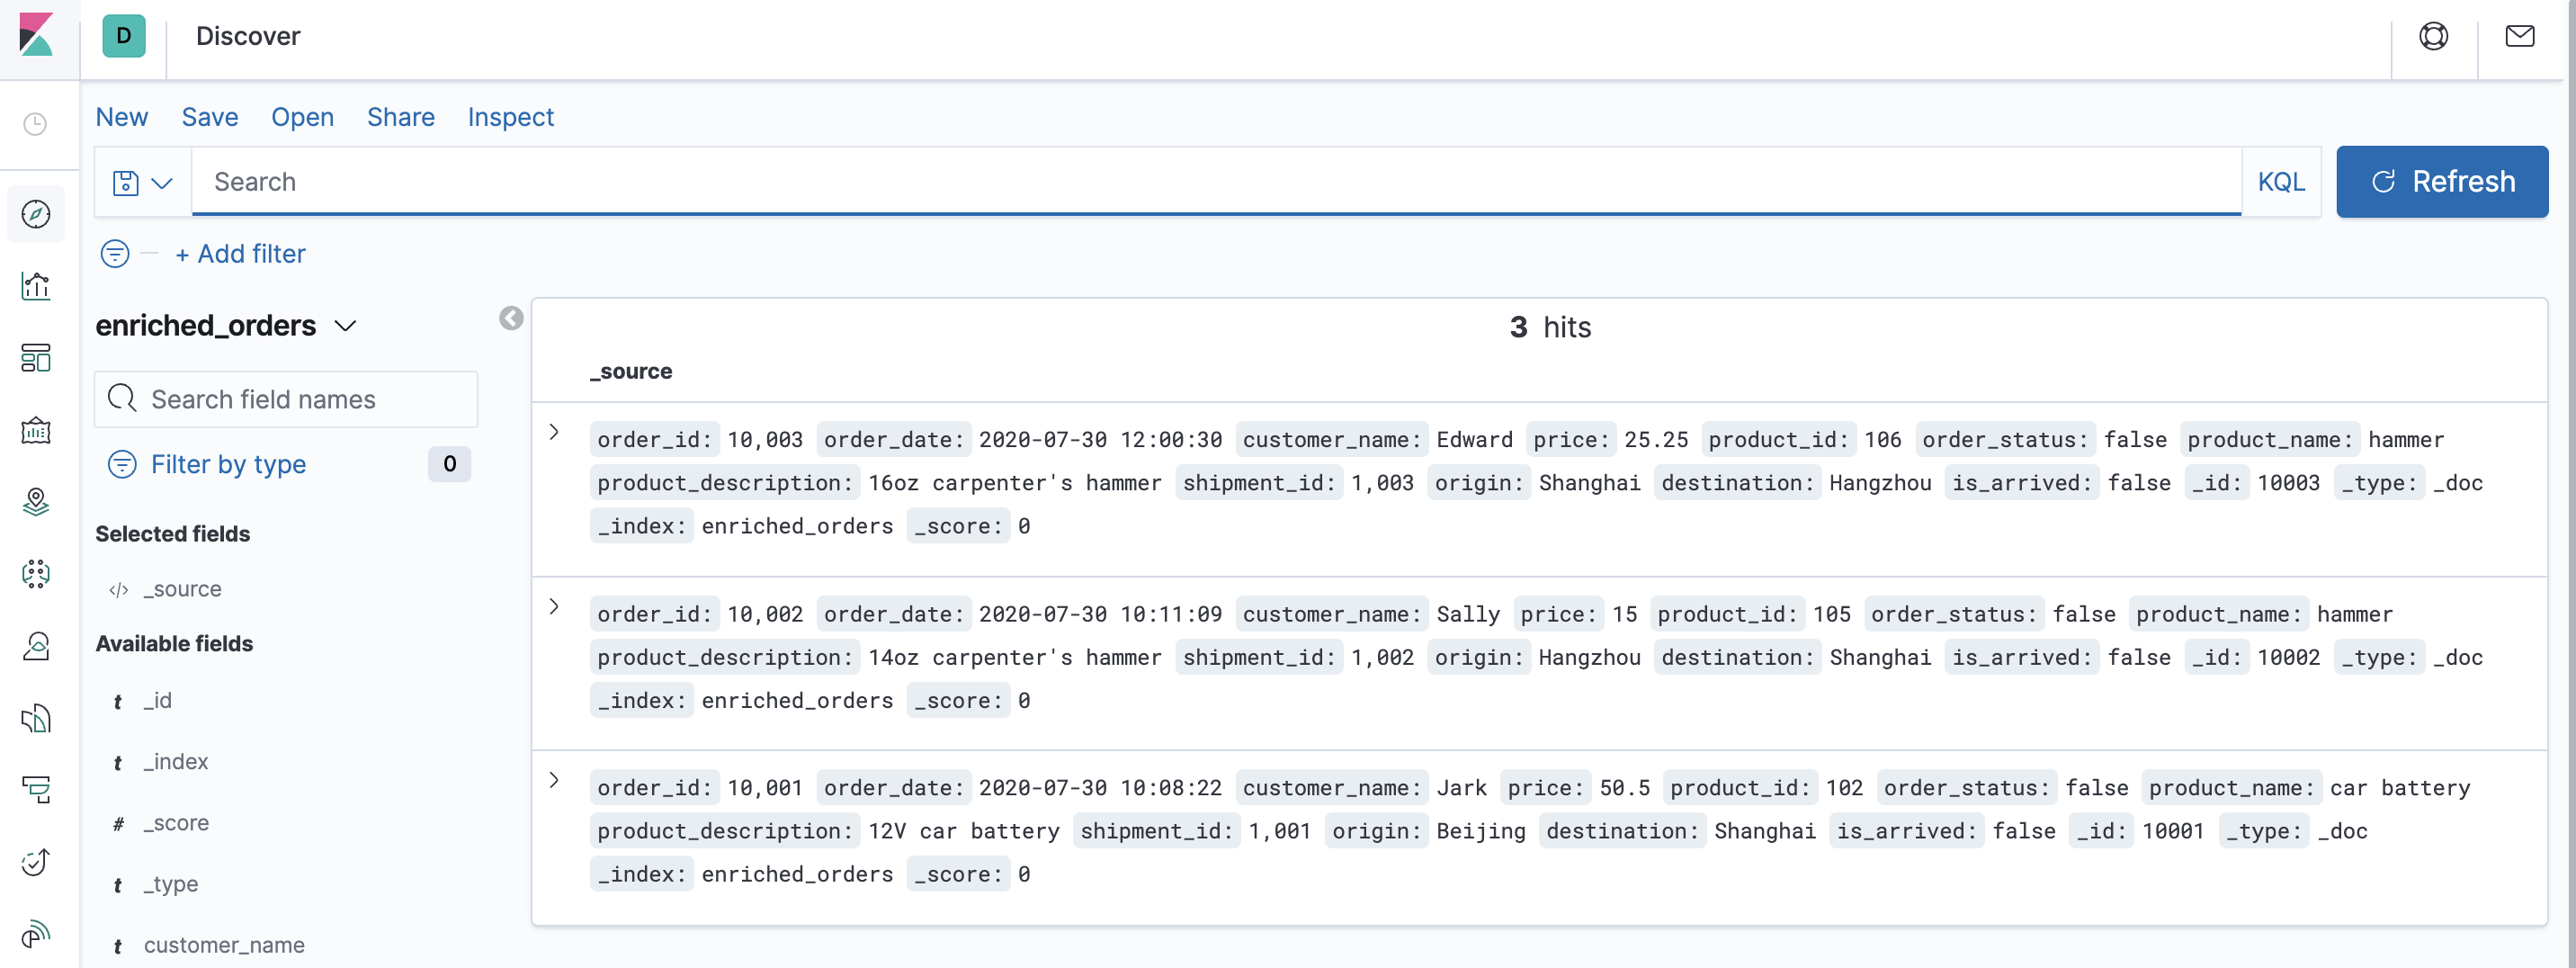 D Discover
New Save Open Share Inspect
Search KQL Refresh
+ Add filter
enriched_orders
Search field names
Filter by type 0
Selected fields
</> _source
Available fields
t _id
t _index
# _score
t _type
t customer_name
3 hits
_source
order_id: 10,003 order_date: 2020-07-30 12:00:30 customer_name: Edward price: 25.25 product_id: 106 order_status: false product_name: hammer
product_description: 16oz carpenter's hammer shipment_id: 1,003 origin: Shanghai destination: Hangzhou is_arrived: false _id: 10003 _type: _doc
_index: enriched_orders _score: 0
order_id: 10,002 order_date: 2020-07-30 10:11:09 customer_name: Sally price: 15 product_id: 105 order_status: false product_name: hammer
product_description: 14oz carpenter's hammer shipment_id: 1,002 origin: Hangzhou destination: Shanghai is_arrived: false _id: 10002 _type: _doc
_index: enriched_orders _score: 0
order_id: 10,001 order_date: 2020-07-30 10:08:22 customer_name: Jark price: 50.5 product_id: 102 order_status: false product_name: car battery
product_description: 12V car battery shipment_id: 1,001 origin: Beijing destination: Shanghai is_arrived: false _id: 10001 _type: _doc
_index: enriched_orders _score: 0